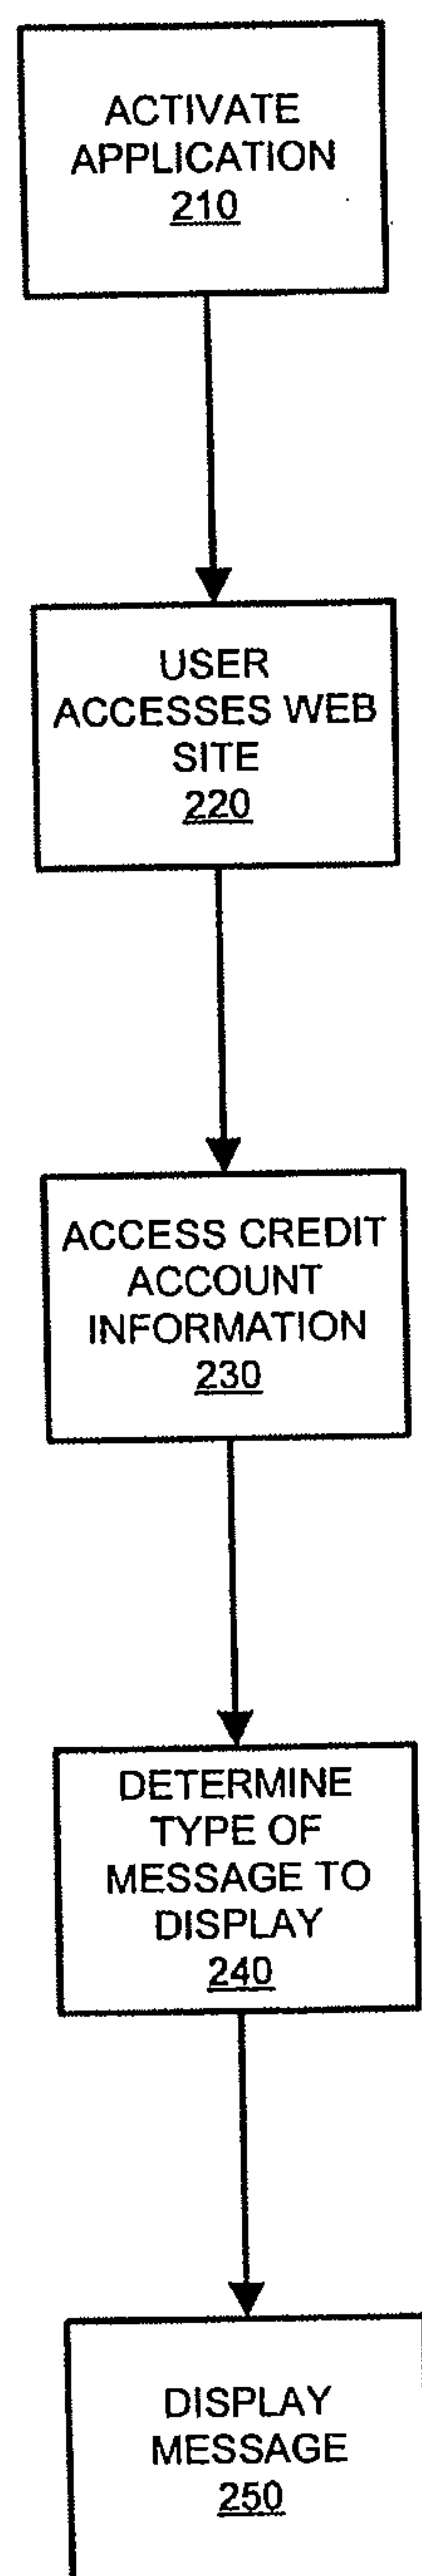 ACTIVATE
APPLICATION
210
USER
ACCESSES WEB
SITE
220
ACCESS CREDIT
ACCOUNT
INFORMATION
230
DETERMINE
TYPE OF
MESSAGE TO
DISPLAY
240
DISPLAY
MESSAGE
250